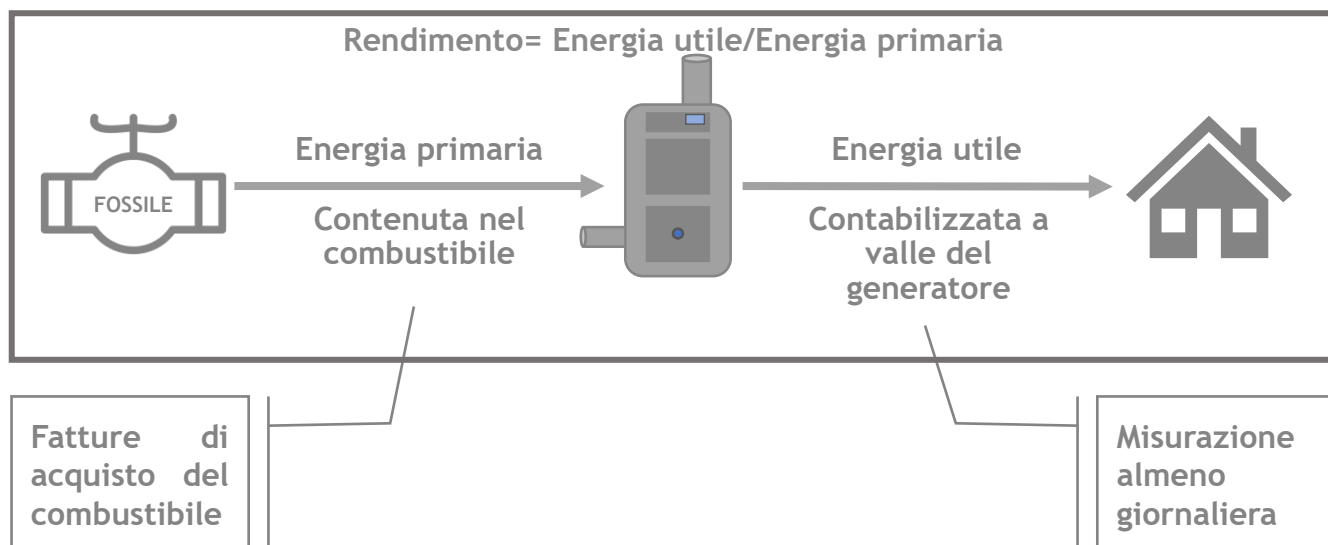 Rendimento= Energia utile/Energia primaria
FOSSILE
Energia primaria
Contenuta nel
combustibile
Energia utile
Contabilizzata a
valle del
generatore
Fatture di
acquisto del
combustibile
Misurazione
almeno
giornaliera